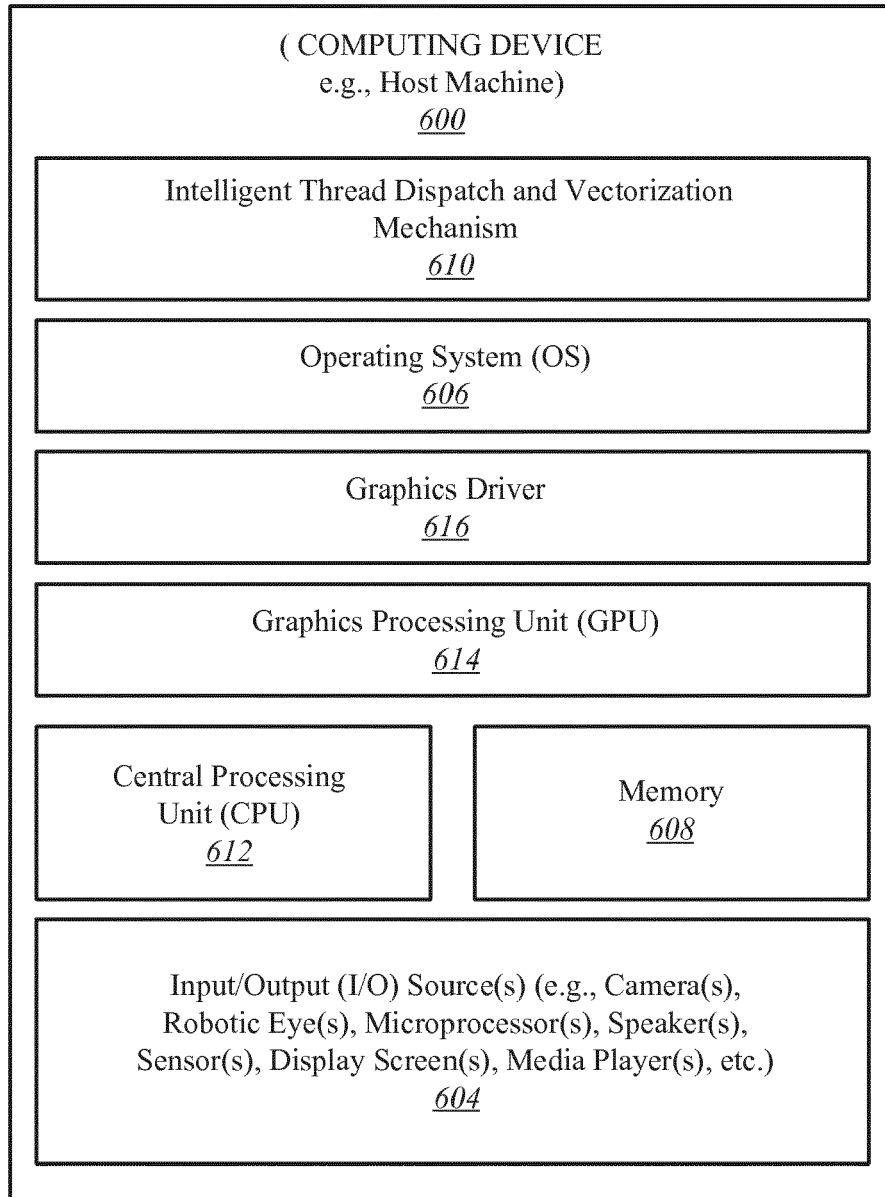 ( COMPUTING DEVICE
e.g., Host Machine)
600
Intelligent Thread Dispatch and Vectorization
Mechanism
610
Operating System (OS)
606
Graphics Driver
616
Graphics Processing Unit (GPU)
614
Central Processing
Unit (CPU)
612
Memory
608
Input/Output (I/O) Source(s) (e.g., Camera(s),
Robotic Eye(s), Microprocessor(s), Speaker(s),
Sensor(s), Display Screen(s), Media Player(s), etc.)
604